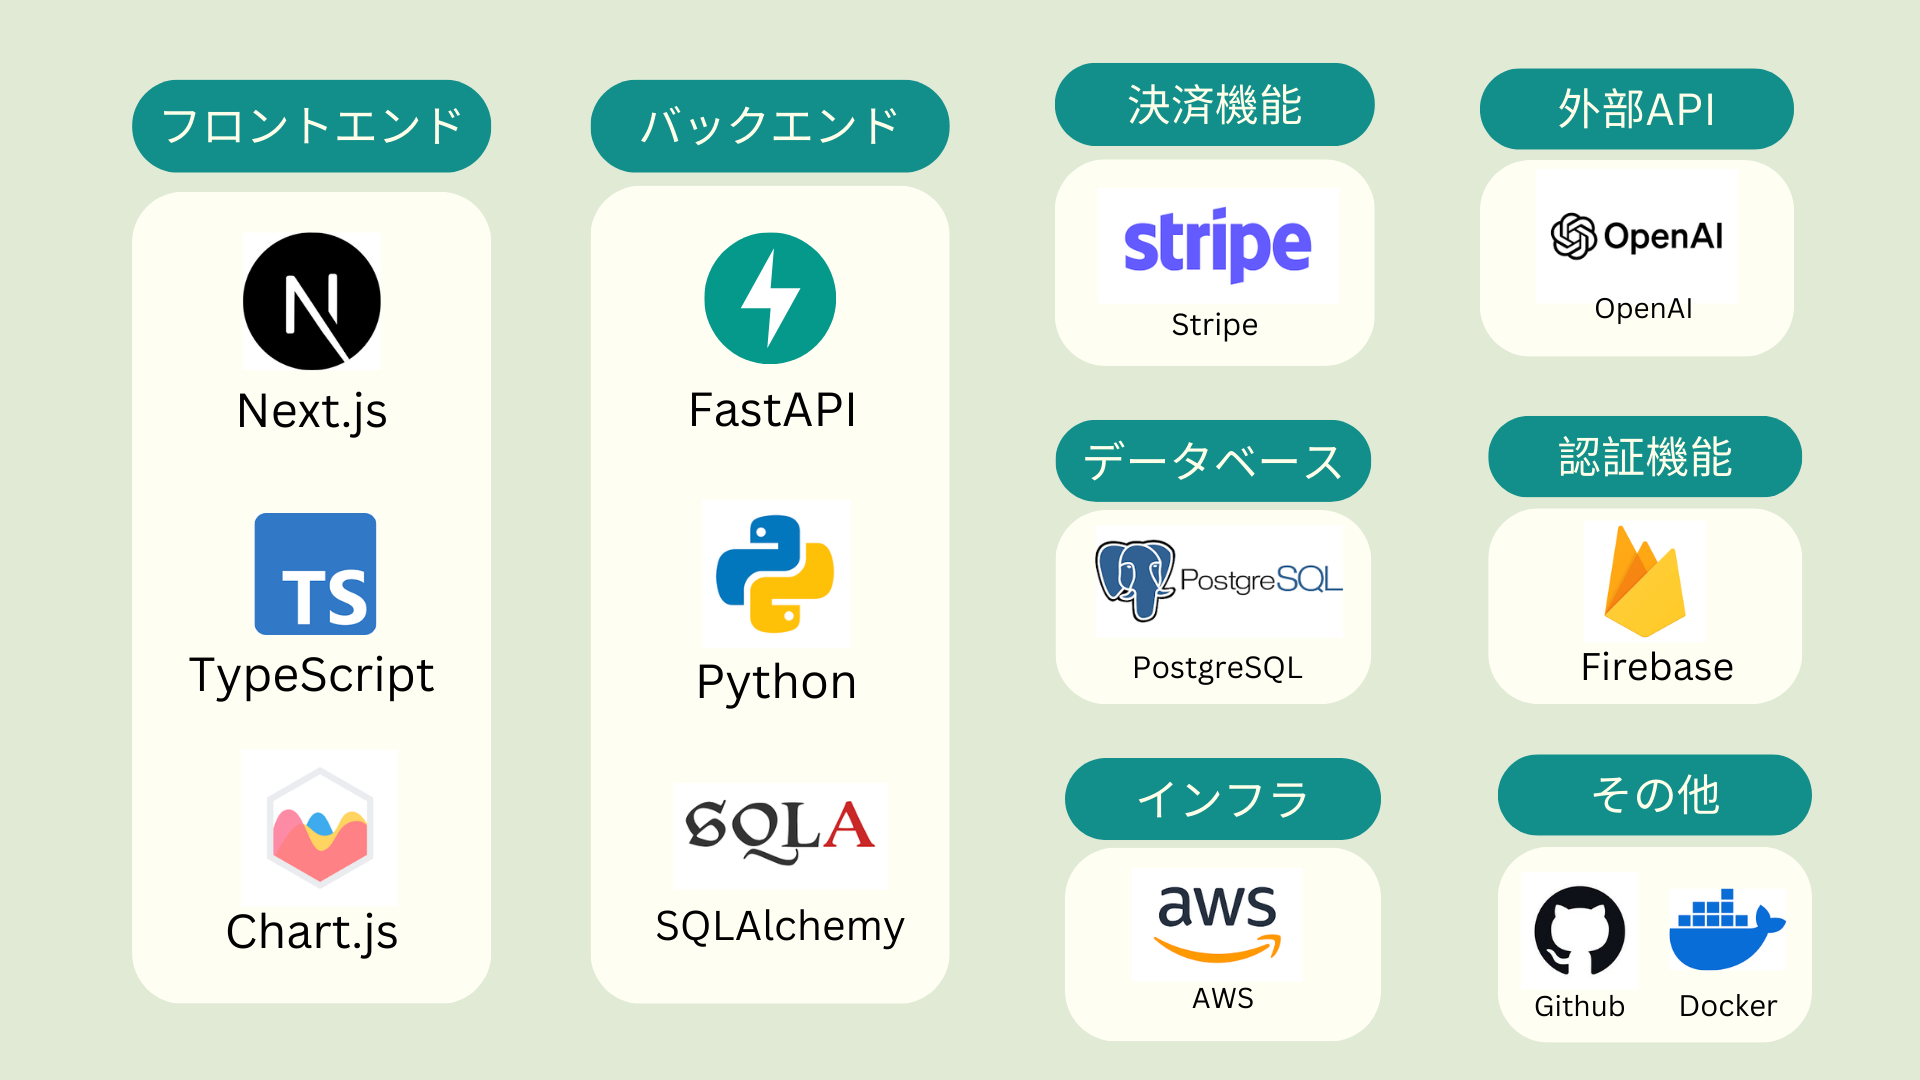 フロントエンド
Next.js
TS
TypeScript
Chart.js
バックエンド
FastAPI
Python
SQLA
SQLAlchemy
決済機能
stripe
Stripe
外部API
OpenAI
OpenAI
データベース
PostgreSQL
PostgreSQL
認証機能
Firebase
インフラ
aws
AWS
その他
Github
Docker